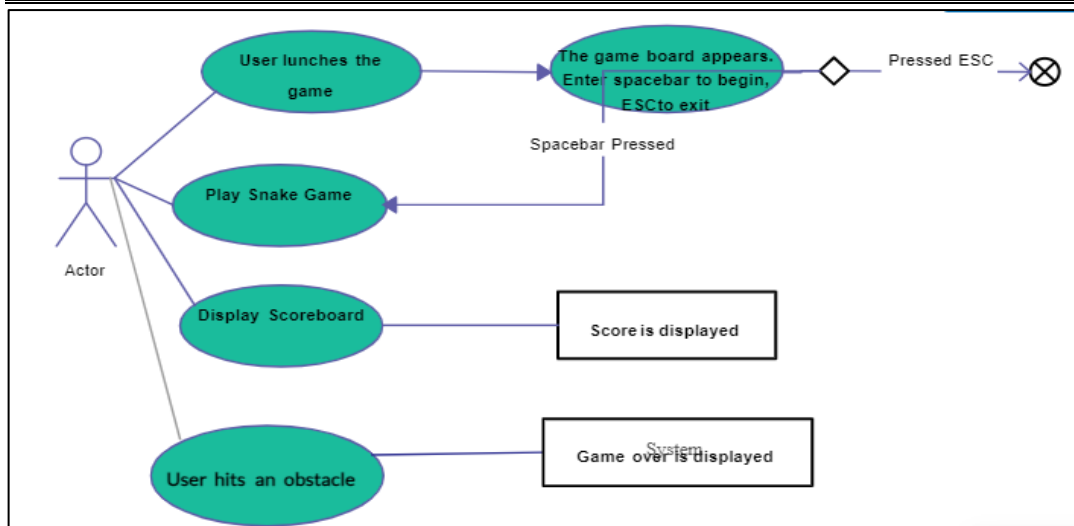 User lunches the
game
The game board appears.
Enter spacebar to begin,
ESCto exit
Pressed ESC
Spacebar Pressed
Play Snake Game
Actor
Display Scoreboard
Score is displayed
User hits an obstacle
System
Game over is displayed